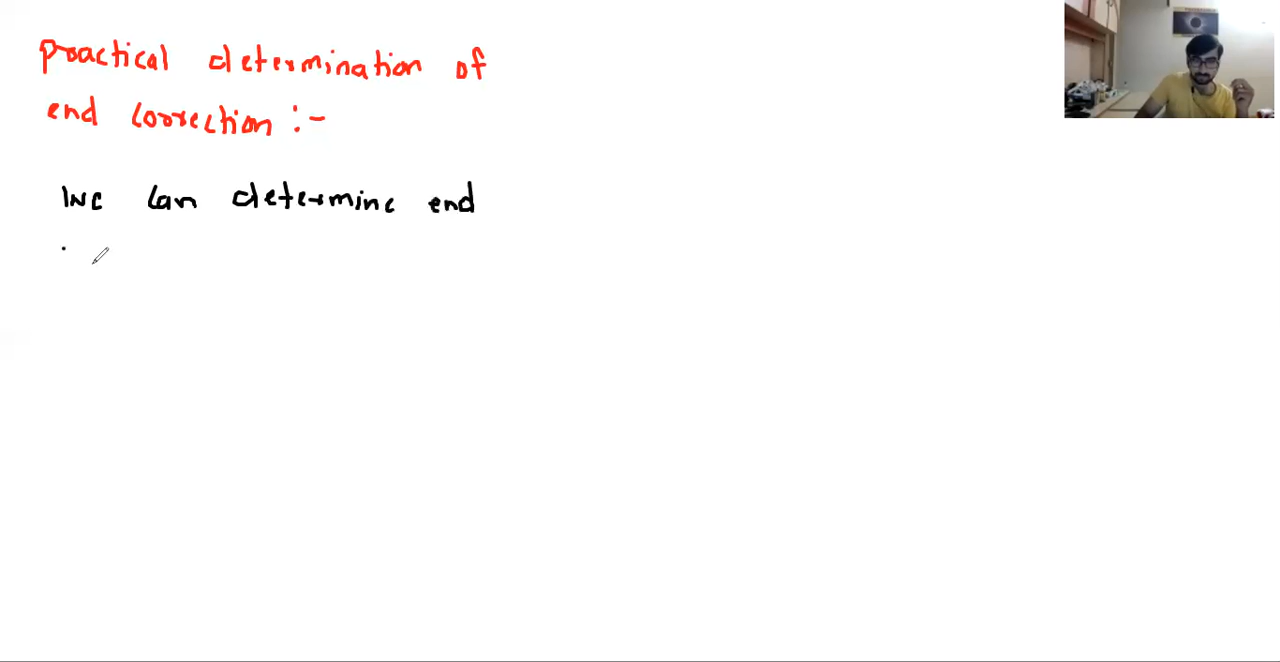 Practical determination of
end correction :-
We can determine end